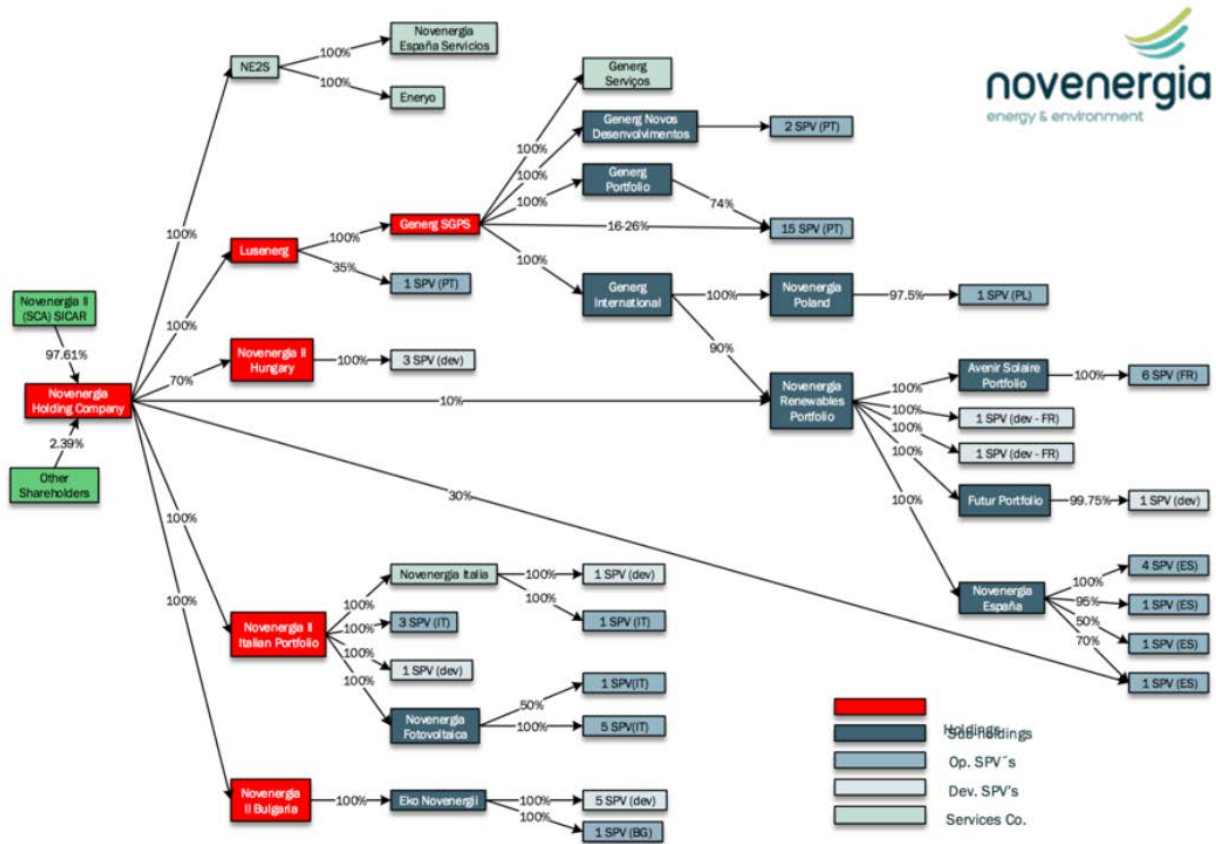 novenergia
energy & environment
NE2S
100%
Novenergia
España Servicios
100%
Eneryo
100%
Lusenerg
100%
Generg SGPS
35%
1 SPV (PT)
100%
Generg
Serviços
100%
Generg Novos
Desenvolvimentos
2 SPV (PT)
100%
Generg
Portfolio
74%
16-26%
15 SPV (PT)
100%
Generg
International
100%
Novenergia
Poland
97.5%
1 SPV (PL)
90%
Novenergia II
(SCA) SICAR
97.61%
Novenergia
Holding Company
2.39%
Other
Shareholders
100%
70%
Novenergia II
Hungary
100%
3 SPV (dev)
10%
Novenergia
Renewables
Portfolio
100%
Avenir Solaire
Portfolio
100%
6 SPV (FR)
100%
1 SPV (dev - FR)
100%
1 SPV (dev - FR)
100%
Futur Portfolio
99.75%
1 SPV (dev)
100%
Novenergia
España
100%
4 SPV (ES)
95%
1 SPV (ES)
50%
1 SPV (ES)
70%
1 SPV (ES)
30%
100%
Novenergia II
Italian Portfolio
100%
Novenergia Italia
100%
1 SPV (dev)
100%
1 SPV (IT)
100%
3 SPV (IT)
100%
1 SPV (dev)
100%
Novenergia
Fotovoltaica
50%
1 SPV(IT)
100%
5 SPV(IT)
100%
Novenergia
II Bulgaria
100%
Eko Novenergii
100%
5 SPV (dev)
100%
1 SPV (BG)
Holdings
Sub-holdings
Op. SPV´s
Dev. SPV's
Services Co.